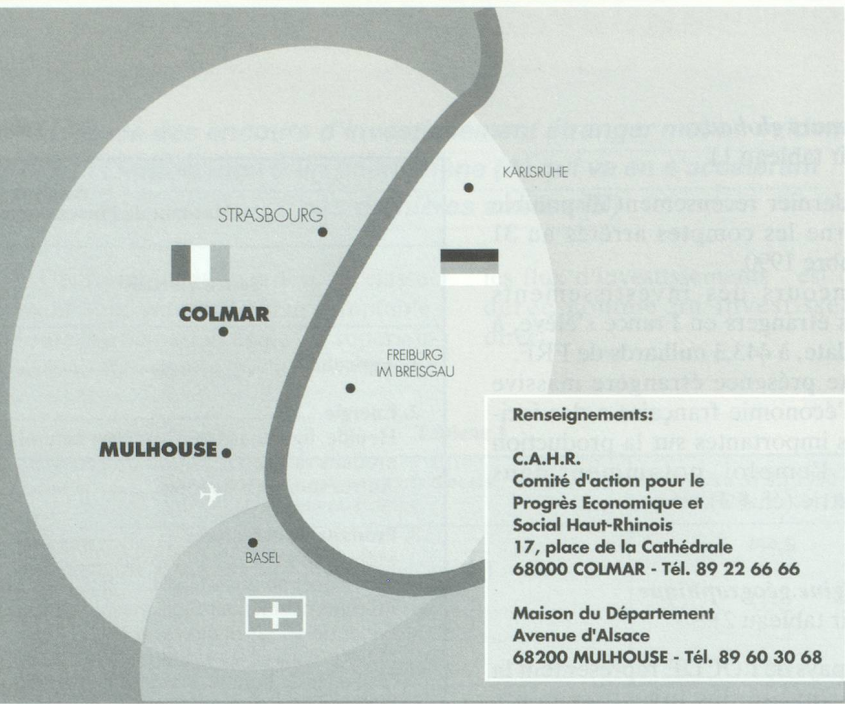 KARLSRUHE
STRASBOURG
COLMAR
FREIBURG
IM BREISGAU
MULHOUSE
BASEL
Renseignements:
C.A.H.R.
Comité d'action pour le
Progrès Economique et
Social Haut-Rhinois
17, place de la Cathédrale
68000 COLMAR - Tél. 89 22 66 66
Maison du Département
Avenue d'Alsace
68200 MULHOUSE - Tél. 89 60 30 68